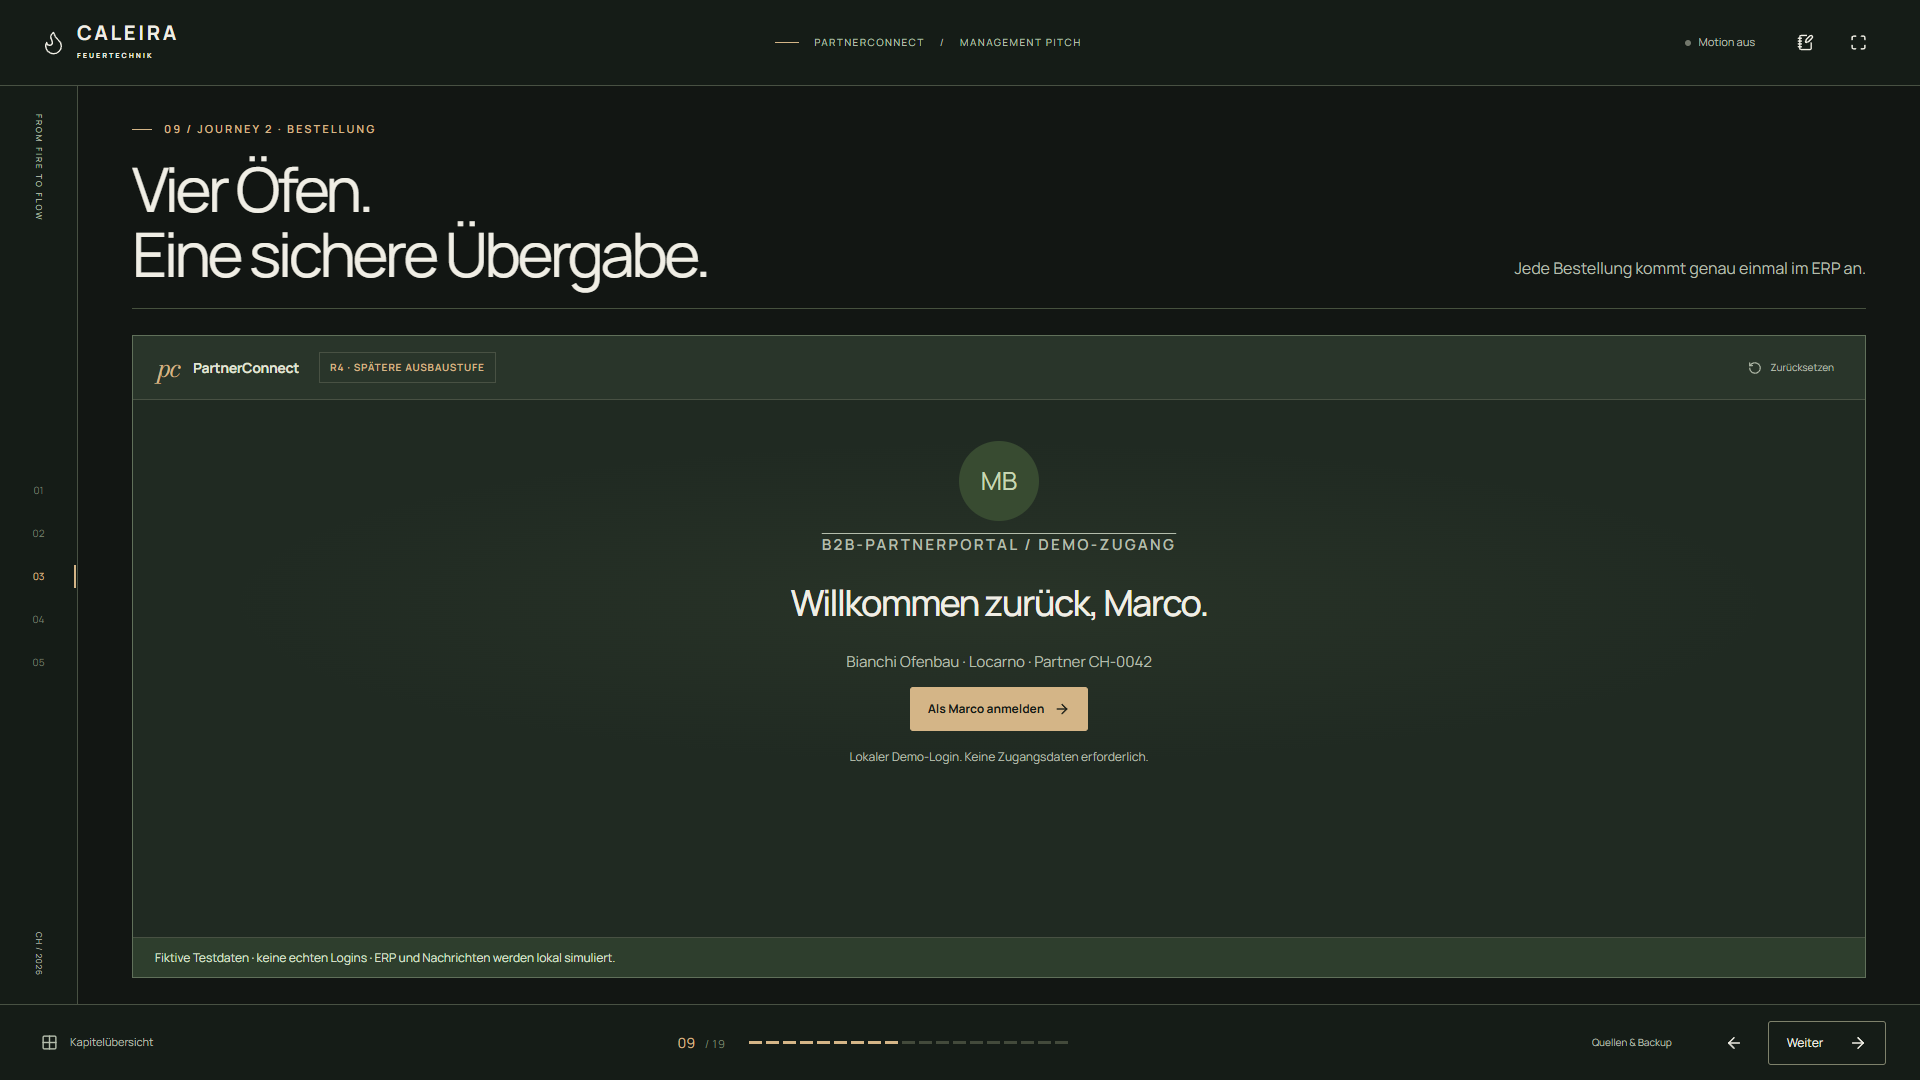 CALEIRA
FEUERTECHNIK
PARTNERCONNECT / MANAGEMENT PITCH
Motion aus
FROM FIRE TO FLOW
01
02
03
04
05
CH / 2026
09 / JOURNEY 2 · BESTELLUNG
Vier Öfen.
Eine sichere Übergabe.
Jede Bestellung kommt genau einmal im ERP an.
pc PartnerConnect
R4 · SPÄTERE AUSBAUSTUFE
Zurücksetzen
MB
B2B-PARTNERPORTAL / DEMO-ZUGANG
Willkommen zurück, Marco.
Bianchi Ofenbau · Locarno · Partner CH-0042
Als Marco anmelden
Lokaler Demo-Login. Keine Zugangsdaten erforderlich.
Fiktive Testdaten · keine echten Logins · ERP und Nachrichten werden lokal simuliert.
Kapitelübersicht
09 / 19
Quellen & Backup
Weiter